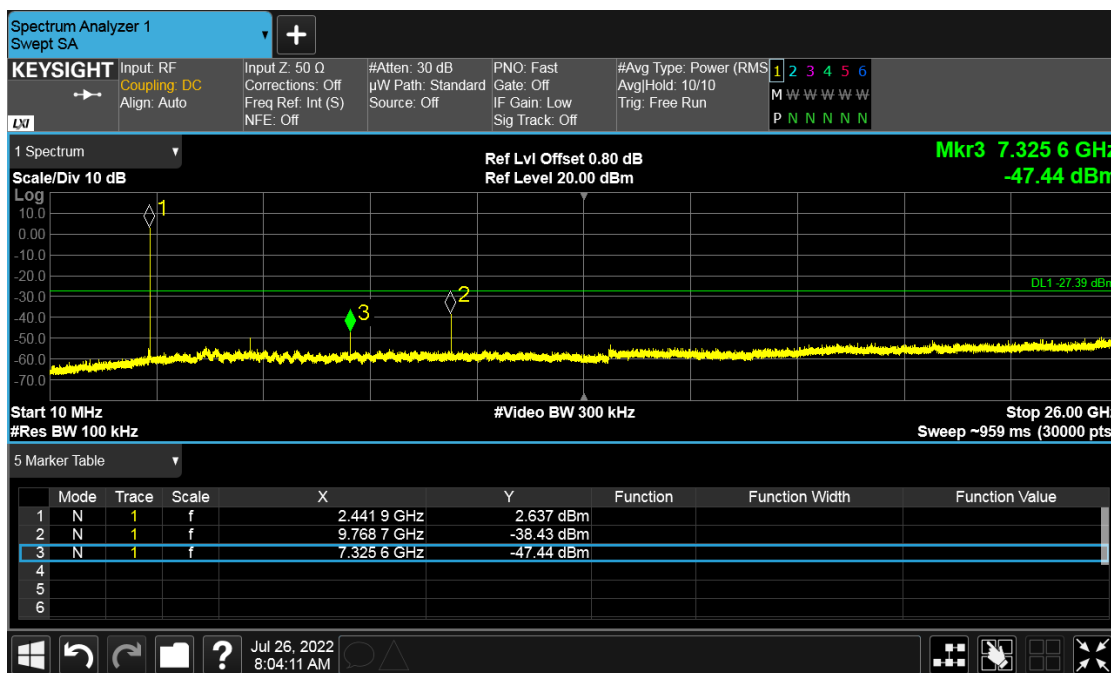 Spectrum Analyzer 1
Swept SA
+
KEYSIGHT
LXI
Input: RF
Coupling: DC
Align: Auto
Input Z: 50 Ω
Corrections: Off
Freq Ref: Int (S)
NFE: Off
#Atten: 30 dB
µW Path: Standard
Source: Off
PNO: Fast
Gate: Off
IF Gain: Low
Sig Track: Off
#Avg Type: Power (RMS
Avg|Hold: 10/10
Trig: Free Run
1 2 3 4 5 6
M W W W W W
P N N N N N
1 Spectrum
Scale/Div 10 dB
Ref Lvl Offset 0.80 dB
Ref Level 20.00 dBm
Mkr3 7.325 6 GHz
-47.44 dBm
Log
10.0
0.00
-10.0
-20.0
-30.0
-40.0
-50.0
-60.0
-70.0
1
2
3
DL1 -27.39 dBm
Start 10 MHz
#Res BW 100 kHz
#Video BW 300 kHz
Stop 26.00 GHz
Sweep ~959 ms (30000 pts
5 Marker Table
Mode Trace Scale X Y Function Function Width Function Value
1 N 1 f 2.441 9 GHz 2.637 dBm
2 N 1 f 9.768 7 GHz -38.43 dBm
3 N 1 f 7.325 6 GHz -47.44 dBm
4
5
6
?
Jul 26, 2022
8:04:11 AM